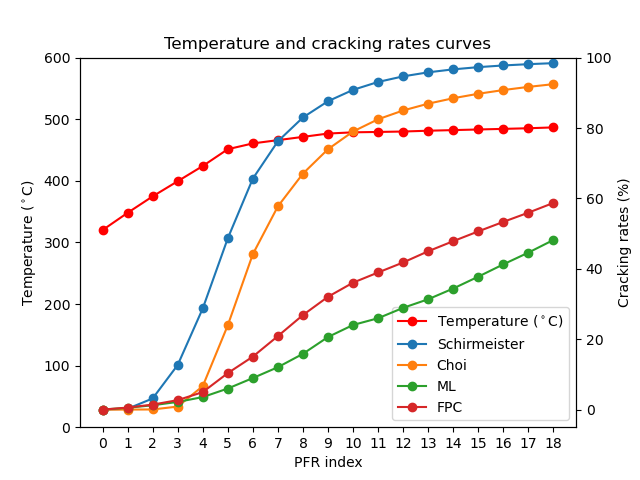 Temperature and cracking rates curves
600
500
400
300
200
100
0
Temperature (°C)
100
80
60
40
20
0
Cracking rates (%)
Temperature (°C)
Schirmeister
Choi
ML
FPC
0 1 2 3 4 5 6 7 8 9 10 11 12 13 14 15 16 17 18
PFR index